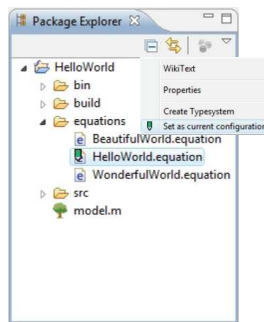 Package Explorer
HelloWorld
WikiText
bin
Properties
build
Create Typesystem
equations
Set as current configuration
BeautifulWorld.equation
HelloWorld.equation
WonderfulWorld.equation
src
model.m